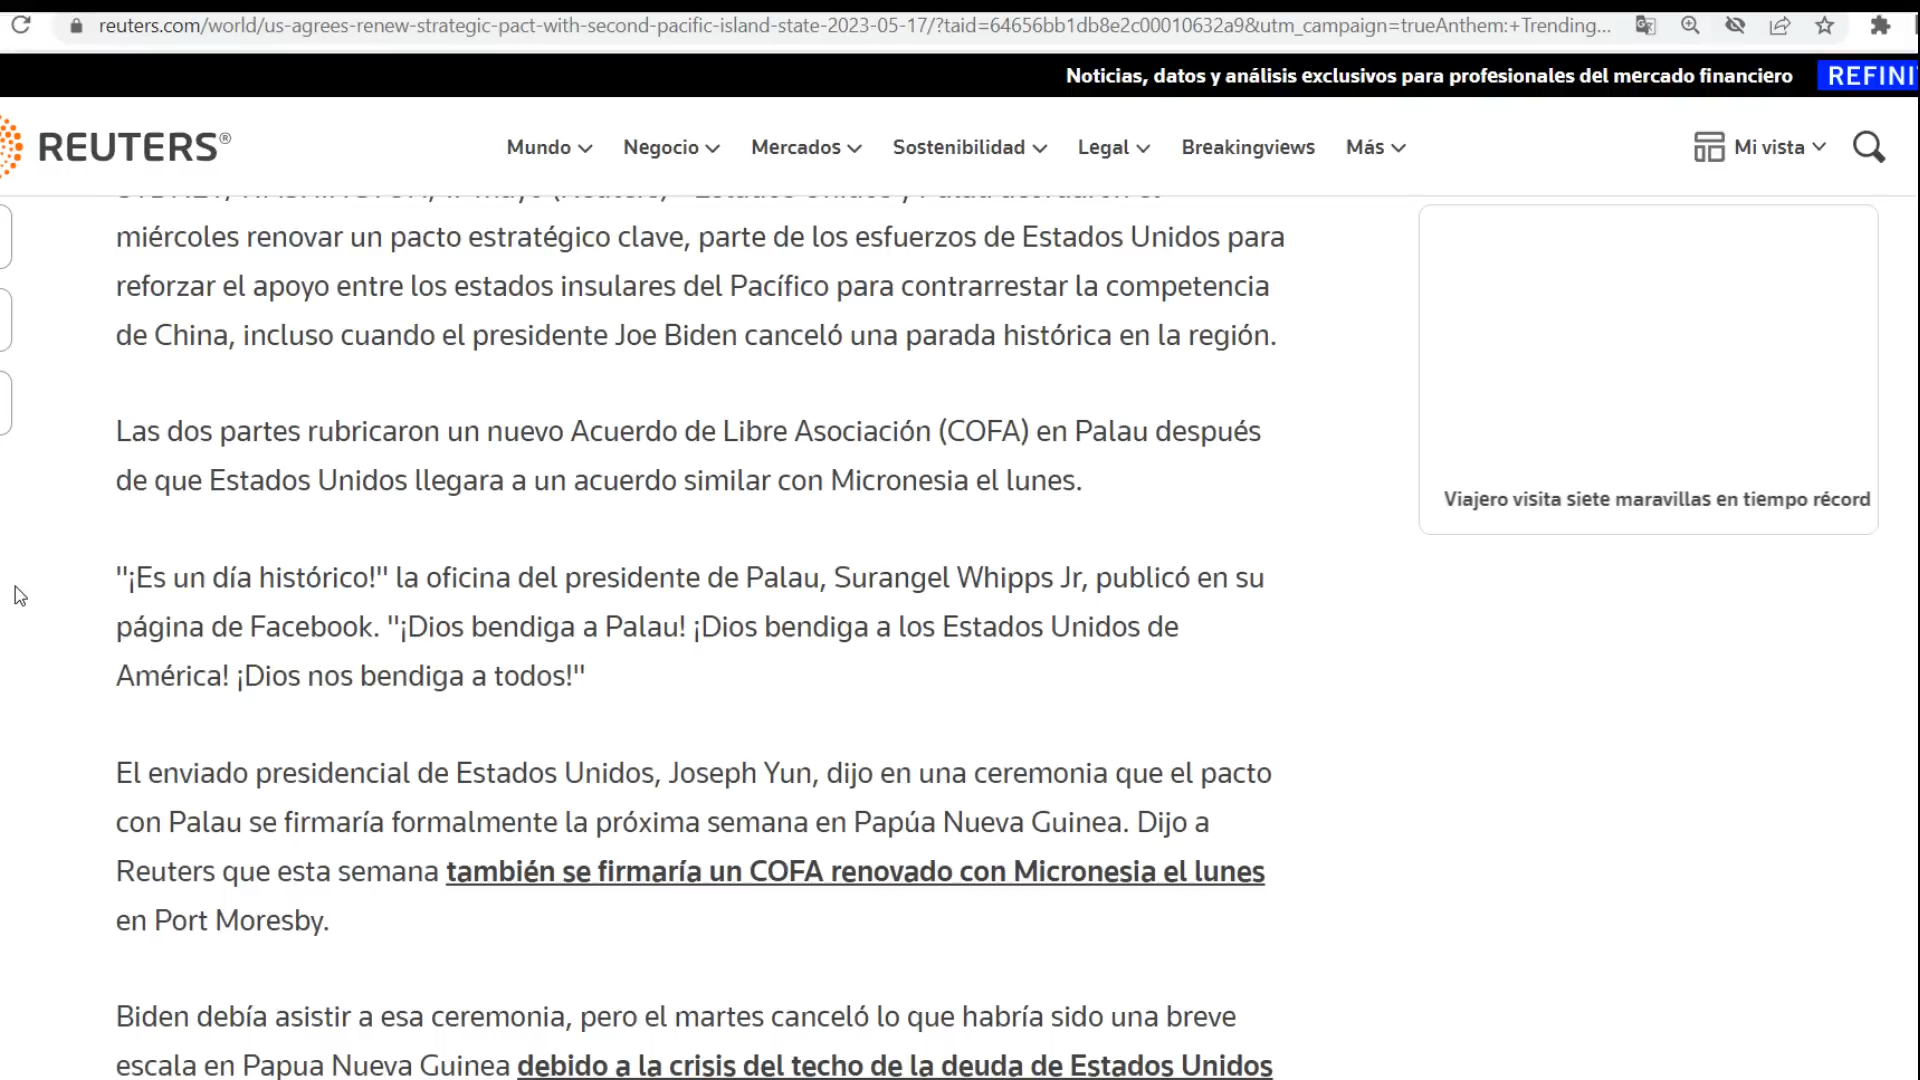 reuters.com/world/us-agrees-renew-strategic-pact-with-second-pacific-island-state-2023-05-17/?taid=64656bb1db8e2c00010632a9&utm_campaign=trueAnthem:+Trending...
Noticias, datos y análisis exclusivos para profesionales del mercado financiero
REFINI
REUTERS®
Mundo
Negocio
Mercados
Sostenibilidad
Legal
Breakingviews
Más
Mi vista
miércoles renovar un pacto estratégico clave, parte de los esfuerzos de Estados Unidos para
reforzar el apoyo entre los estados insulares del Pacífico para contrarrestar la competencia
de China, incluso cuando el presidente Joe Biden canceló una parada histórica en la región.
Las dos partes rubricaron un nuevo Acuerdo de Libre Asociación (COFA) en Palau después
de que Estados Unidos llegara a un acuerdo similar con Micronesia el lunes.
"¡Es un día histórico!" la oficina del presidente de Palau, Surangel Whipps Jr, publicó en su
página de Facebook. "¡Dios bendiga a Palau! ¡Dios bendiga a los Estados Unidos de
América! ¡Dios nos bendiga a todos!"
El enviado presidencial de Estados Unidos, Joseph Yun, dijo en una ceremonia que el pacto
con Palau se firmaría formalmente la próxima semana en Papúa Nueva Guinea. Dijo a
Reuters que esta semana también se firmaría un COFA renovado con Micronesia el lunes
en Port Moresby.
Biden debía asistir a esa ceremonia, pero el martes canceló lo que habría sido una breve
escala en Papua Nueva Guinea debido a la crisis del techo de la deuda de Estados Unidos
Viajero visita siete maravillas en tiempo récord